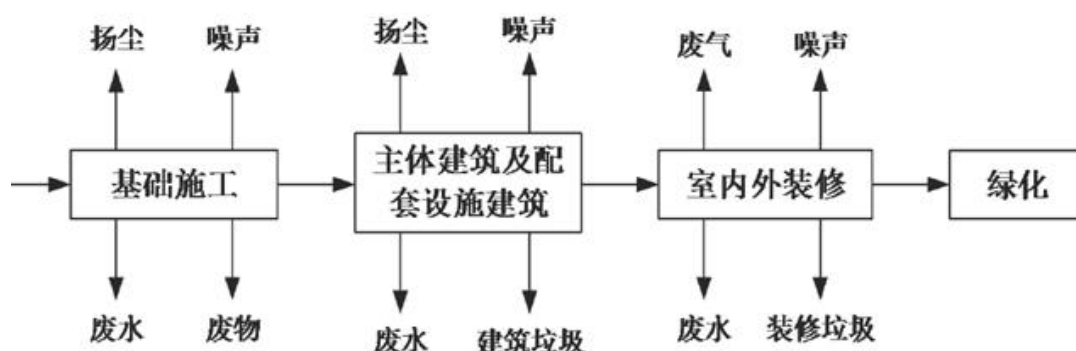 扬尘
噪声
扬尘
噪声
废气
噪声
基础施工
主体建筑及配
套设施建筑
室内外装修
绿化
废水
废物
废水
建筑垃圾
废水
装修垃圾